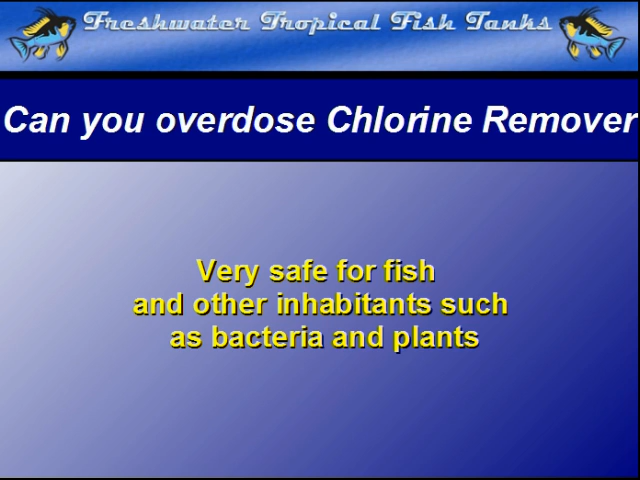 Freshwater Tropical Fish Tanks
Can you overdose Chlorine Remover
Very safe for fish
and other inhabitants such
as bacteria and plants